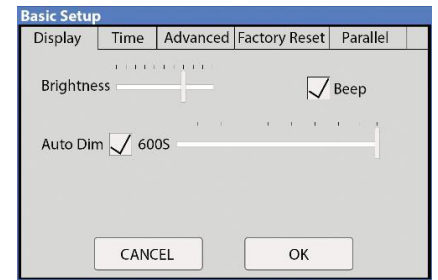 Basic Setup
Display Time Advanced Factory Reset Parallel
Brightness Beep
Auto Dim 600S
CANCEL OK